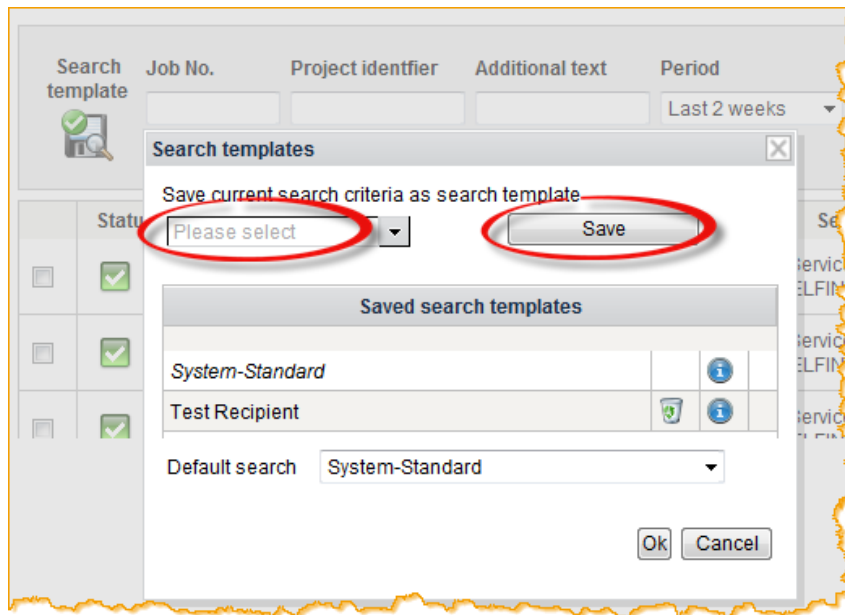 Search template
Job No.
Project identfier
Additional text
Period
Last 2 weeks
Search templates
Save current search criteria as search template
Please select
Save
Saved search templates
System-Standard
Test Recipient
Default search
System-Standard
Ok
Cancel